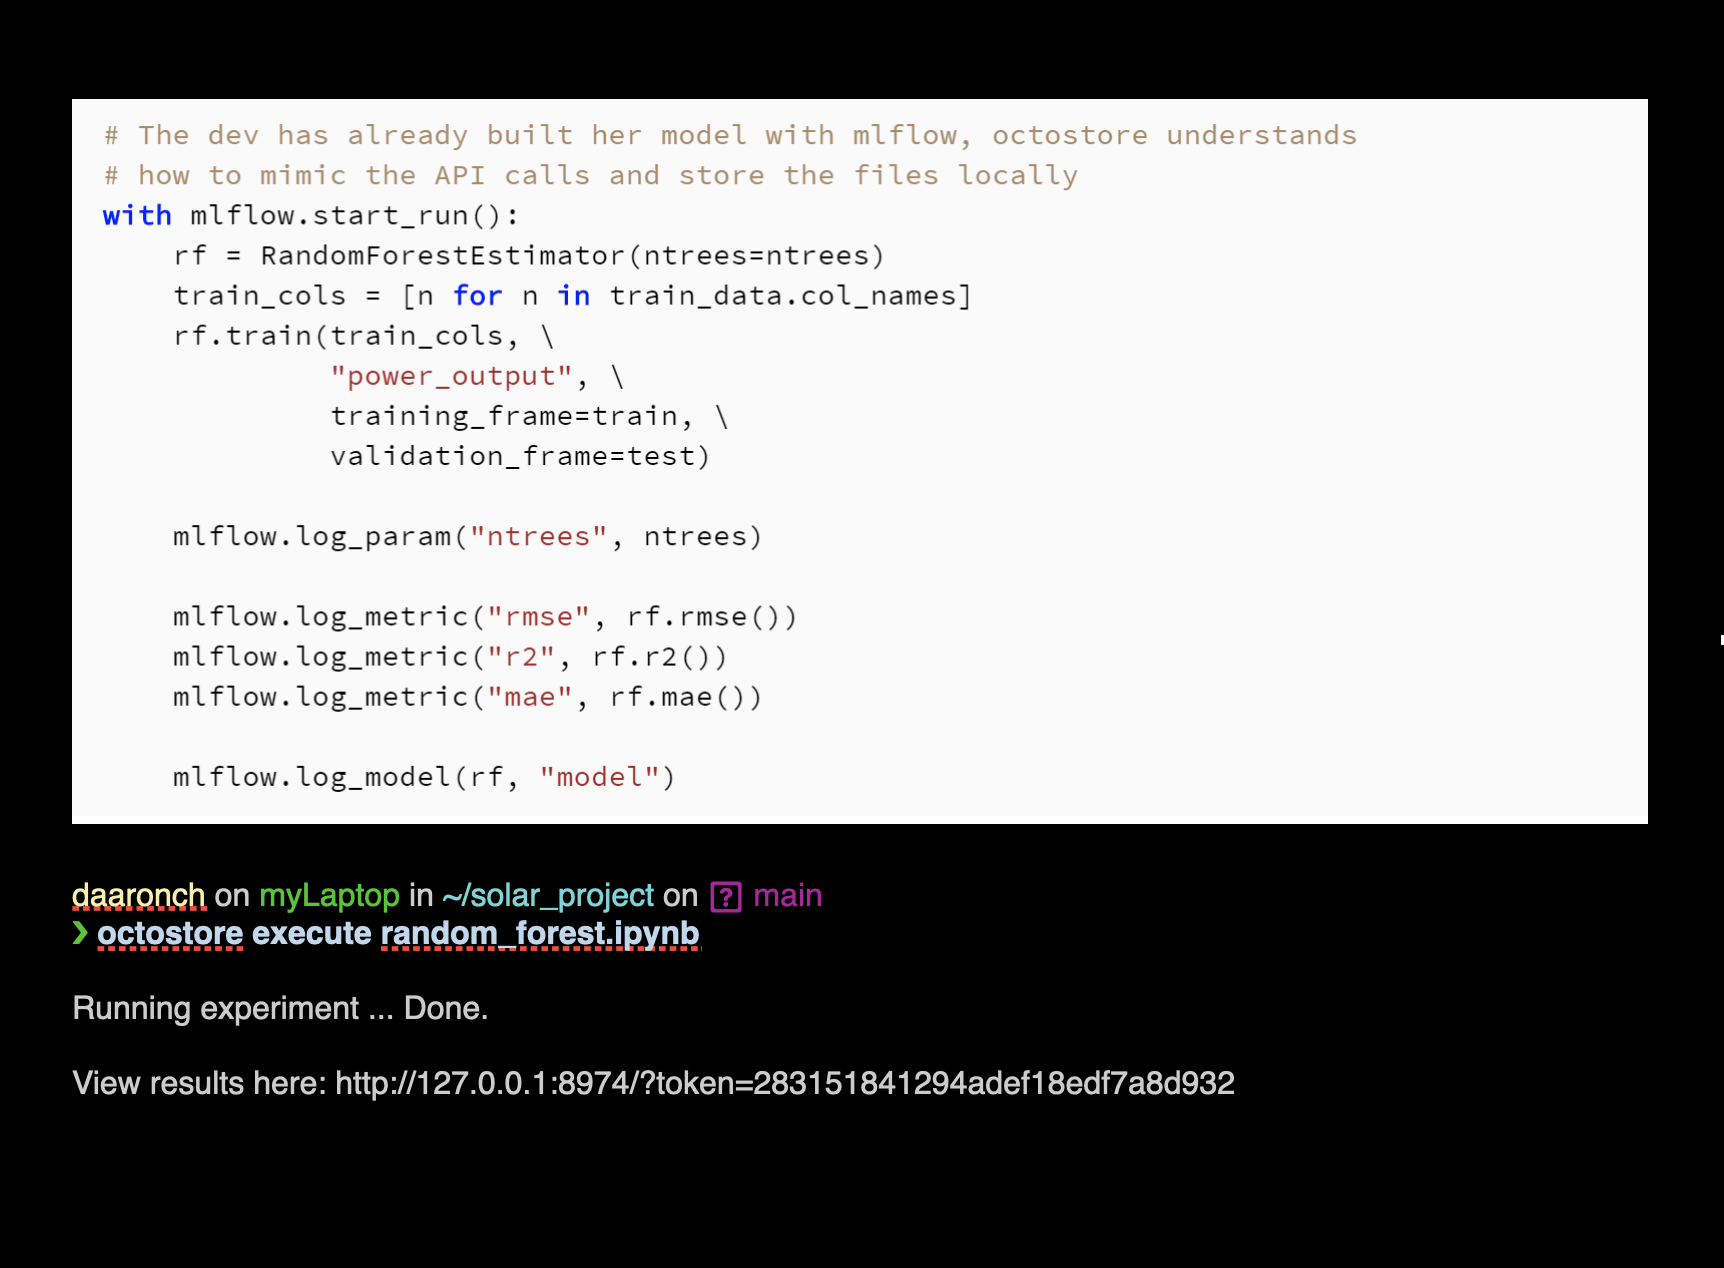 # The dev has already built her model with mlflow, octostore understands
# how to mimic the API calls and store the files locally
with mlflow.start_run():
    rf = RandomForestEstimator(ntrees=ntrees)
    train_cols = [n for n in train_data.col_names]
    rf.train(train_cols, \
             "power_output", \
             training_frame=train, \
             validation_frame=test)
    mlflow.log_param("ntrees", ntrees)
    mlflow.log_metric("rmse", rf.rmse())
    mlflow.log_metric("r2", rf.r2())
    mlflow.log_metric("mae", rf.mae())
    mlflow.log_model(rf, "model")
daaronch on myLaptop in ~/solar_project on ? main
❯ octostore execute random_forest.ipynb
Running experiment ... Done.
View results here: http://127.0.0.1:8974/?token=283151841294adef18edf7a8d932